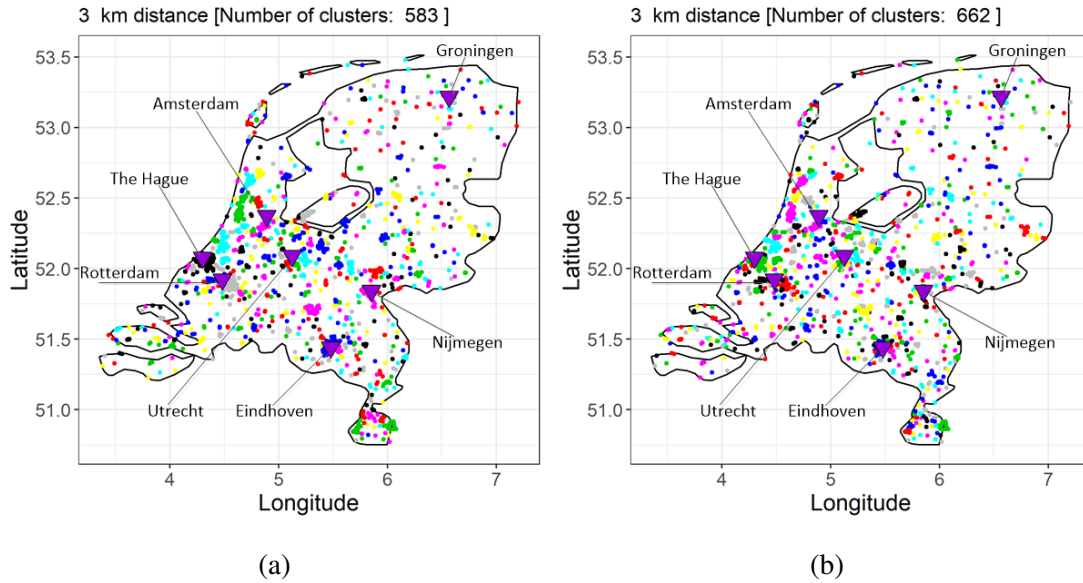 3 km distance [Number of clusters: 583 ]
Groningen
53.5
Amsterdam
53.0
The Hague
52.5
Latitude
52.0
Rotterdam
51.5
Nijmegen
Utrecht
Eindhoven
51.0
4
5
6
7
Longitude
(a)
3 km distance [Number of clusters: 662 ]
Groningen
53.5
Amsterdam
53.0
The Hague
52.5
Latitude
52.0
Rotterdam
51.5
Nijmegen
Utrecht
Eindhoven
51.0
4
5
6
7
Longitude
(b)